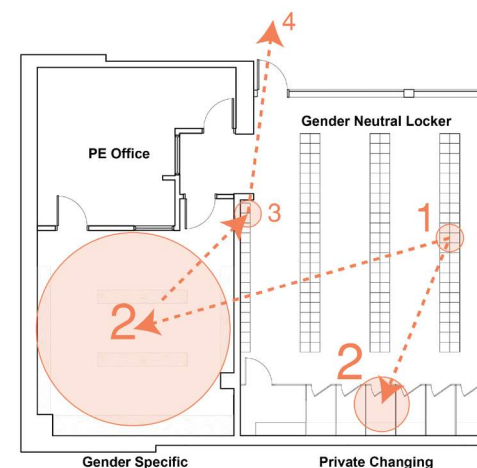 4
Gender Neutral Locker
PE Office
3
1
2
2
Gender Specific
Private Changing